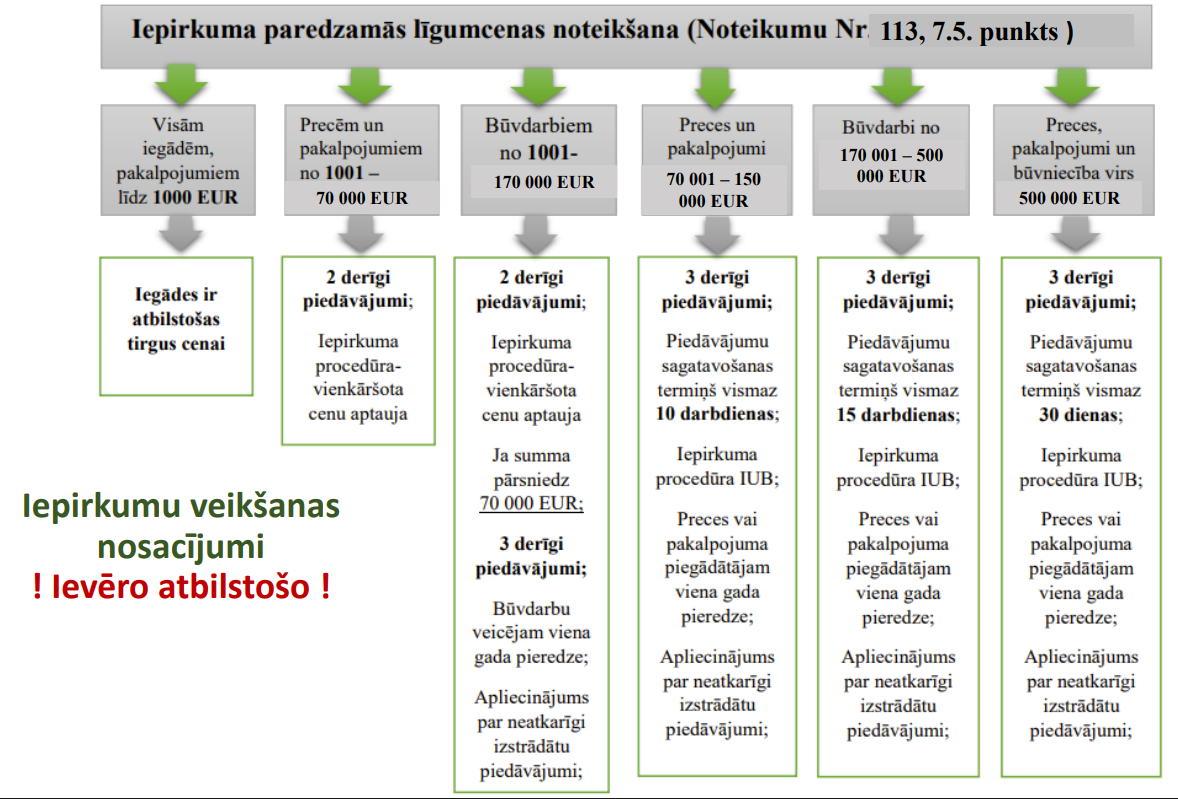 Iepirkuma paredzamās līgumcenas noteikšana (Noteikumu Nr. 113, 7.5. punkts )
Visām
iegādēm,
pakalpojumiem
līdz 1000 EUR
Precēm un
pakalpojumiem
no 1001 –
70 000 EUR
Būvdarbiem
no 1001-
170 000 EUR
Preces un
pakalpojumi
70 001 – 150
000 EUR
Būvdarbi no
170 001 – 500
000 EUR
Preces,
pakalpojumi un
būvniecība virs
500 000 EUR
Iegādes ir
atbilstošas
tirgus cenai
2 derīgi
piedāvājumi;
Iepirkuma
procedūra-
vienkāršota
cenu aptauja
2 derīgi
piedāvājumi;
Iepirkuma
procedūra-
vienkāršota
cenu aptauja
Ja summa
pārsniedz
70 000 EUR;
3 derīgi
piedāvājumi;
Būvdarbu
veicējam viena
gada pieredze;
Apliecinājums
par neatkarīgi
izstrādātu
piedāvājumi;
3 derīgi
piedāvājumi;
Piedāvājumu
sagatavošanas
termiņš vismaz
10 darbdienas;
Iepirkuma
procedūra IUB;
Preces vai
pakalpojuma
piegādātājam
viena gada
pieredze;
Apliecinājums
par neatkarīgi
izstrādātu
piedāvājumi;
3 derīgi
piedāvājumi;
Piedāvājumu
sagatavošanas
termiņš vismaz
15 darbdienas;
Iepirkuma
procedūra IUB;
Preces vai
pakalpojuma
piegādātājam
viena gada
pieredze;
Apliecinājums
par neatkarīgi
izstrādātu
piedāvājumi;
3 derīgi
piedāvājumi;
Piedāvājumu
sagatavošanas
termiņš vismaz
30 dienas;
Iepirkuma
procedūra IUB;
Preces vai
pakalpojuma
piegādātājam
viena gada
pieredze;
Apliecinājums
par neatkarīgi
izstrādātu
piedāvājumi;
Iepirkumu veikšanas
nosacījumi
! Ievēro atbilstošo !